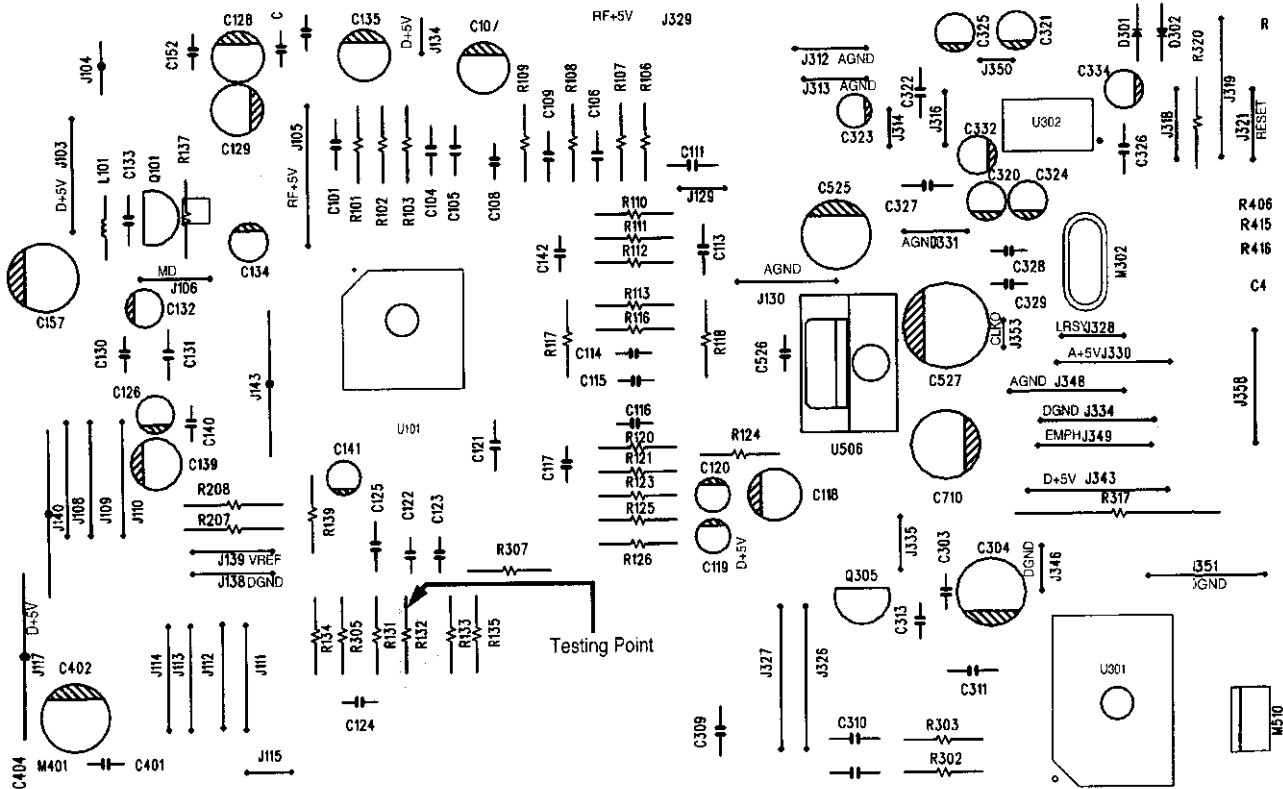 C128
C
C135
D+5V
J134
C10/
RF+5V
J329
C325
C321
D301
D302
R320
R
C152
J104
J312 AGND
J313 AGND
J350
C334
J319
R109
C109
R108
C106
R107
R106
C322
C323
J314
J316
U302
J318
J321
RESET
C129
J105
RF+5V
C332
C326
J103
D+5V
L101
C133
Q101
R137
C101
R101
R102
R103
C104
C105
C108
C111
J129
C525
C327
C320
C324
R406
R110
R415
R111
AGND
J331
R416
R112
C142
C113
C134
MD
J106
AGND
J130
C328
M302
C329
C4
C157
C132
R113
R116
CLKO
J353
LRSY J328
R117
R118
C130
C131
C114
C526
A+5V J330
C115
C527
J143
AGND J348
J358
C126
C116
DGND J334
C140
U101
R120
R124
EMPH J349
U506
C139
C141
C121
C117
R121
C120
R123
C118
C710
D+5V J343
R208
R125
R317
R207
J140
J108
J109
J110
R139
C125
C122
C123
R126
C119
D+5V
J335
C303
C304
DGND
J346
J139 VREF
J138 DGND
R307
Q305
J351
DGND
D+5V
J117
C313
R134
R305
R131
R132
R133
R135
Testing Point
J114
J113
J112
J111
C402
J327
J326
U301
C311
C124
C309
C310
R303
M510
J115
C404
M401
C401
R302